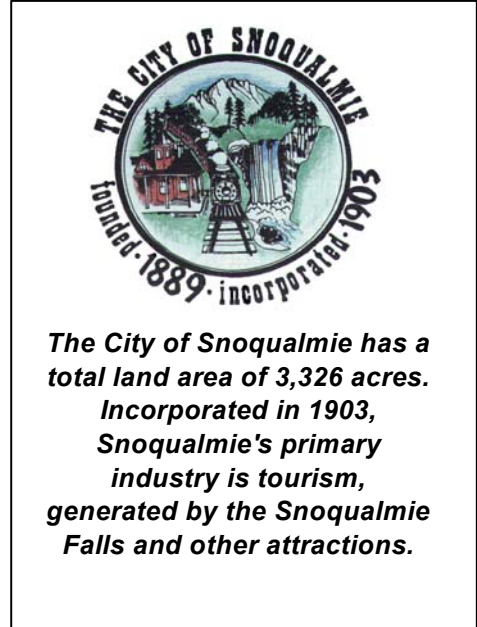 THE CITY OF SNOQUALMIE
founded · 1889 · incorporated · 1903
The City of Snoqualmie has a
total land area of 3,326 acres.
Incorporated in 1903,
Snoqualmie's primary
industry is tourism,
generated by the Snoqualmie
Falls and other attractions.